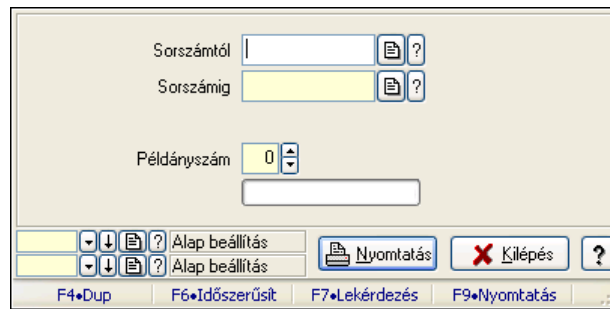 Sorszámtól ?
Sorszámig ?
Példányszám 0
? Alap beállítás
? Alap beállítás
Nyomtatás Kilépés ?
F4•Dup F6•Időszerűsít F7•Lekérdezés F9•Nyomtatás